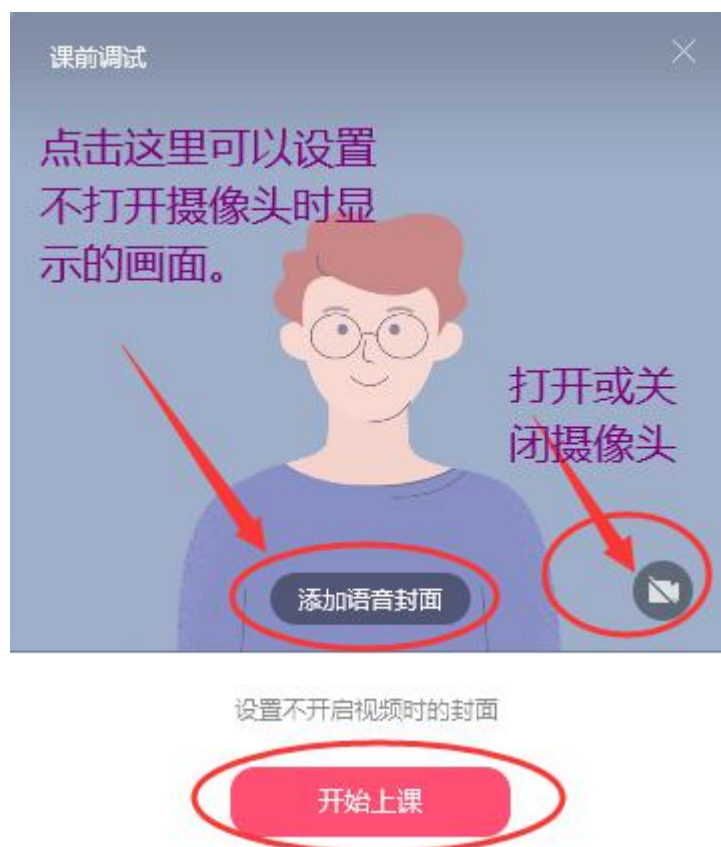 课前调试
点击这里可以设置
不打开摄像头时显
示的画面。
打开或关
闭摄像头
添加语音封面
设置不开启视频时的封面
开始上课